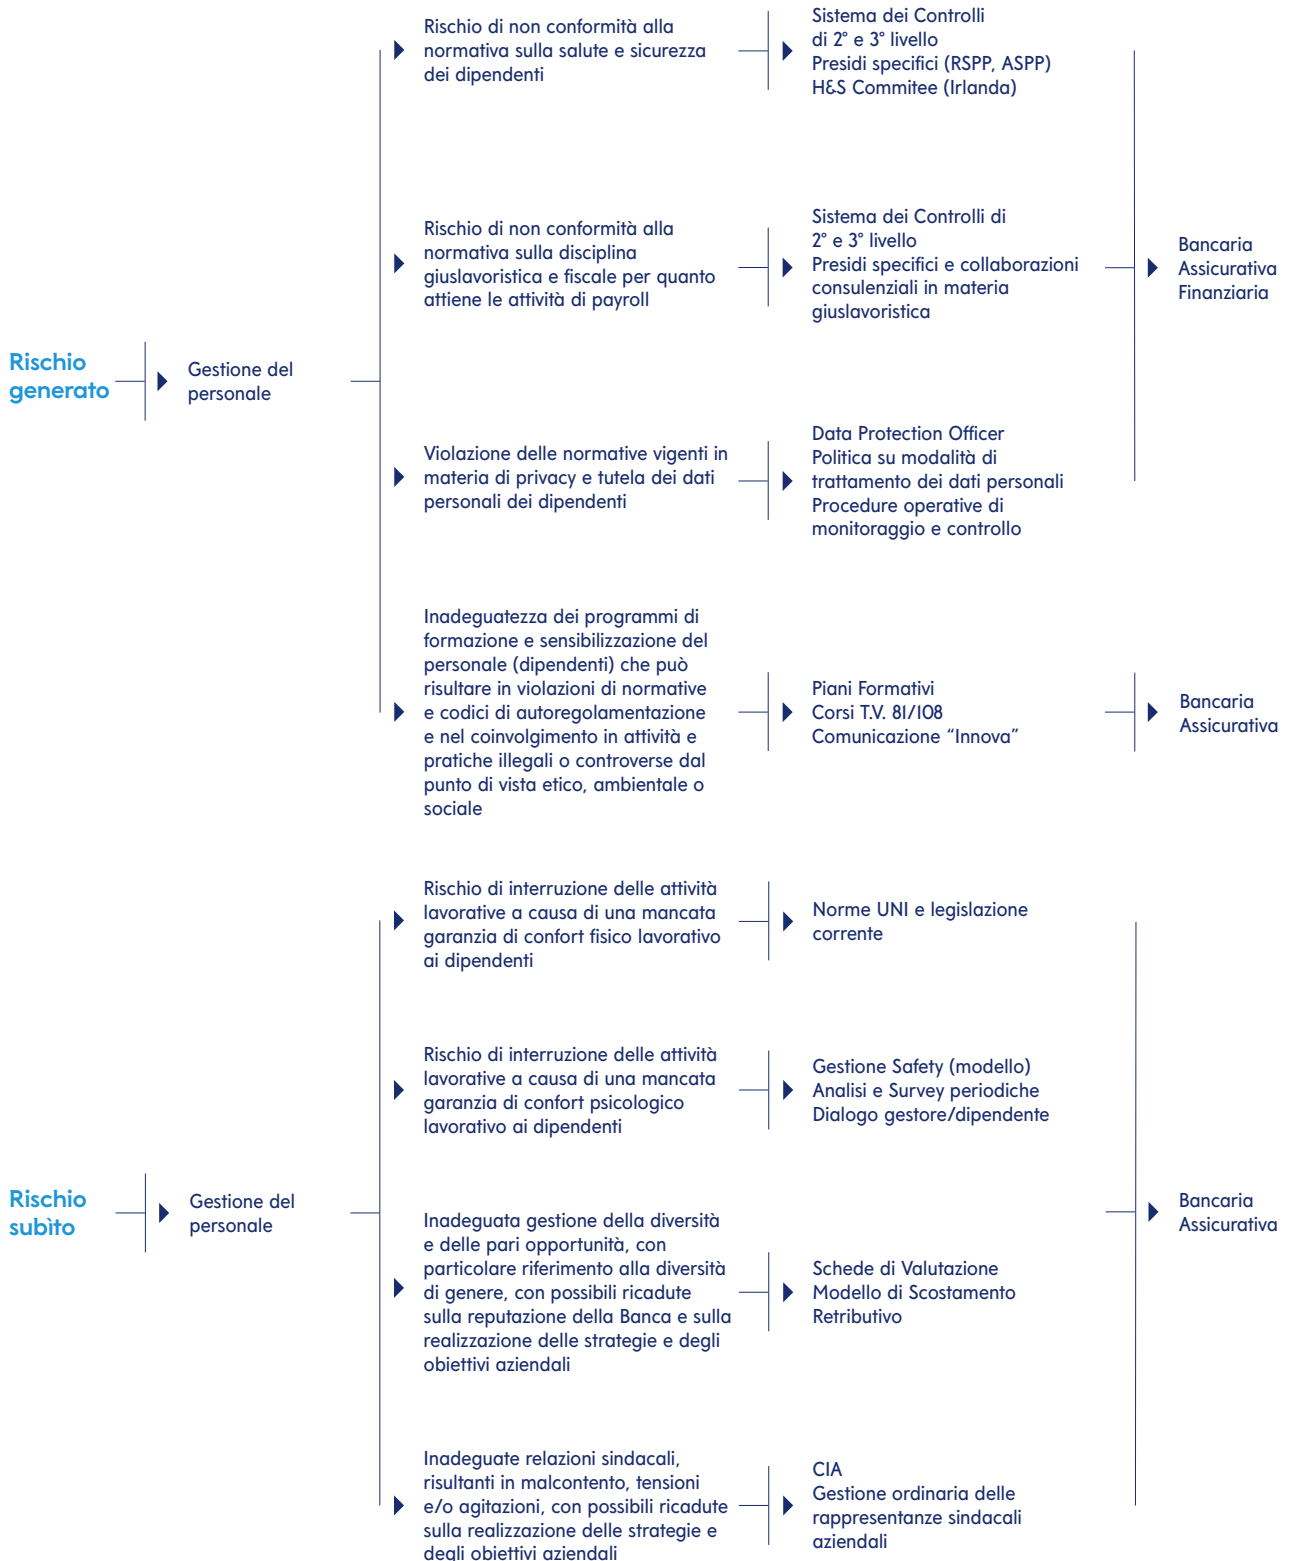 Rischio
generato
Gestione del
personale
Rischio di non conformità alla
normativa sulla salute e sicurezza
dei dipendenti
Sistema dei Controlli
di 2° e 3° livello
Presidi specifici (RSPP, ASPP)
H&S Commitee (Irlanda)
Rischio di non conformità alla
normativa sulla disciplina
giuslavoristica e fiscale per quanto
attiene le attività di payroll
Sistema dei Controlli di
2° e 3° livello
Presidi specifici e collaborazioni
consulenziali in materia
giuslavoristica
Violazione delle normative vigenti in
materia di privacy e tutela dei dati
personali dei dipendenti
Data Protection Officer
Politica su modalità di
trattamento dei dati personali
Procedure operative di
monitoraggio e controllo
Bancaria
Assicurativa
Finanziaria
Inadeguatezza dei programmi di
formazione e sensibilizzazione del
personale (dipendenti) che può
risultare in violazioni di normative
e codici di autoregolamentazione
e nel coinvolgimento in attività e
pratiche illegali o controverse dal
punto di vista etico, ambientale o
sociale
Piani Formativi
Corsi T.V. 81/108
Comunicazione “Innova”
Bancaria
Assicurativa
Rischio
subìto
Gestione del
personale
Rischio di interruzione delle attività
lavorative a causa di una mancata
garanzia di confort fisico lavorativo
ai dipendenti
Norme UNI e legislazione
corrente
Rischio di interruzione delle attività
lavorative a causa di una mancata
garanzia di confort psicologico
lavorativo ai dipendenti
Gestione Safety (modello)
Analisi e Survey periodiche
Dialogo gestore/dipendente
Inadeguata gestione della diversità
e delle pari opportunità, con
particolare riferimento alla diversità
di genere, con possibili ricadute
sulla reputazione della Banca e sulla
realizzazione delle strategie e degli
obiettivi aziendali
Schede di Valutazione
Modello di Scostamento
Retributivo
Inadeguate relazioni sindacali,
risultanti in malcontento, tensioni
e/o agitazioni, con possibili ricadute
sulla realizzazione delle strategie e
degli obiettivi aziendali
CIA
Gestione ordinaria delle
rappresentanze sindacali
aziendali
Bancaria
Assicurativa